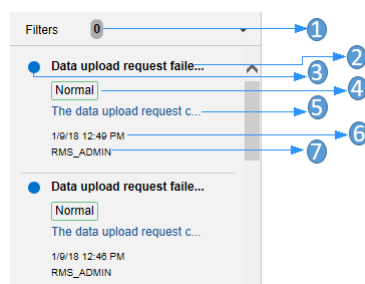 Filters 0 1
Data upload request faile... 2
3
Normal 4
The data upload request c... 5
1/9/18 12:49 PM 6
RMS_ADMIN 7
Data upload request faile...
Normal
The data upload request c...
1/9/18 12:46 PM
RMS_ADMIN